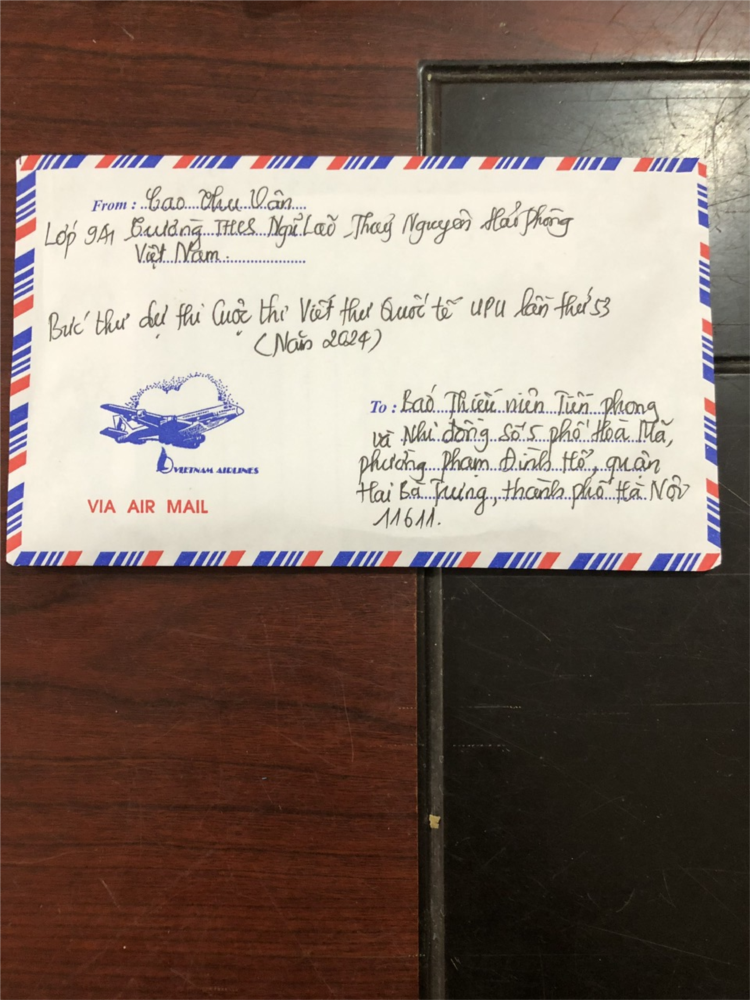 From : Cao Thu Vân
Lớp 9A1 Trường THCS Ngũ Lão Thuỷ Nguyên Hải Phòng
Việt Nam.
Bức thư dự thi Cuộc thi Viết thư Quốc tế UPU lần thứ 53
(Năm 2024)
To : Báo Thiếu niên Tiền phong
và Nhi đồng số 5 phố Hoà Mã,
phường Phạm Đình Hổ, quận
Hai Bà Trưng, thành phố Hà Nội
11611.
VIETNAM AIRLINES
VIA AIR MAIL